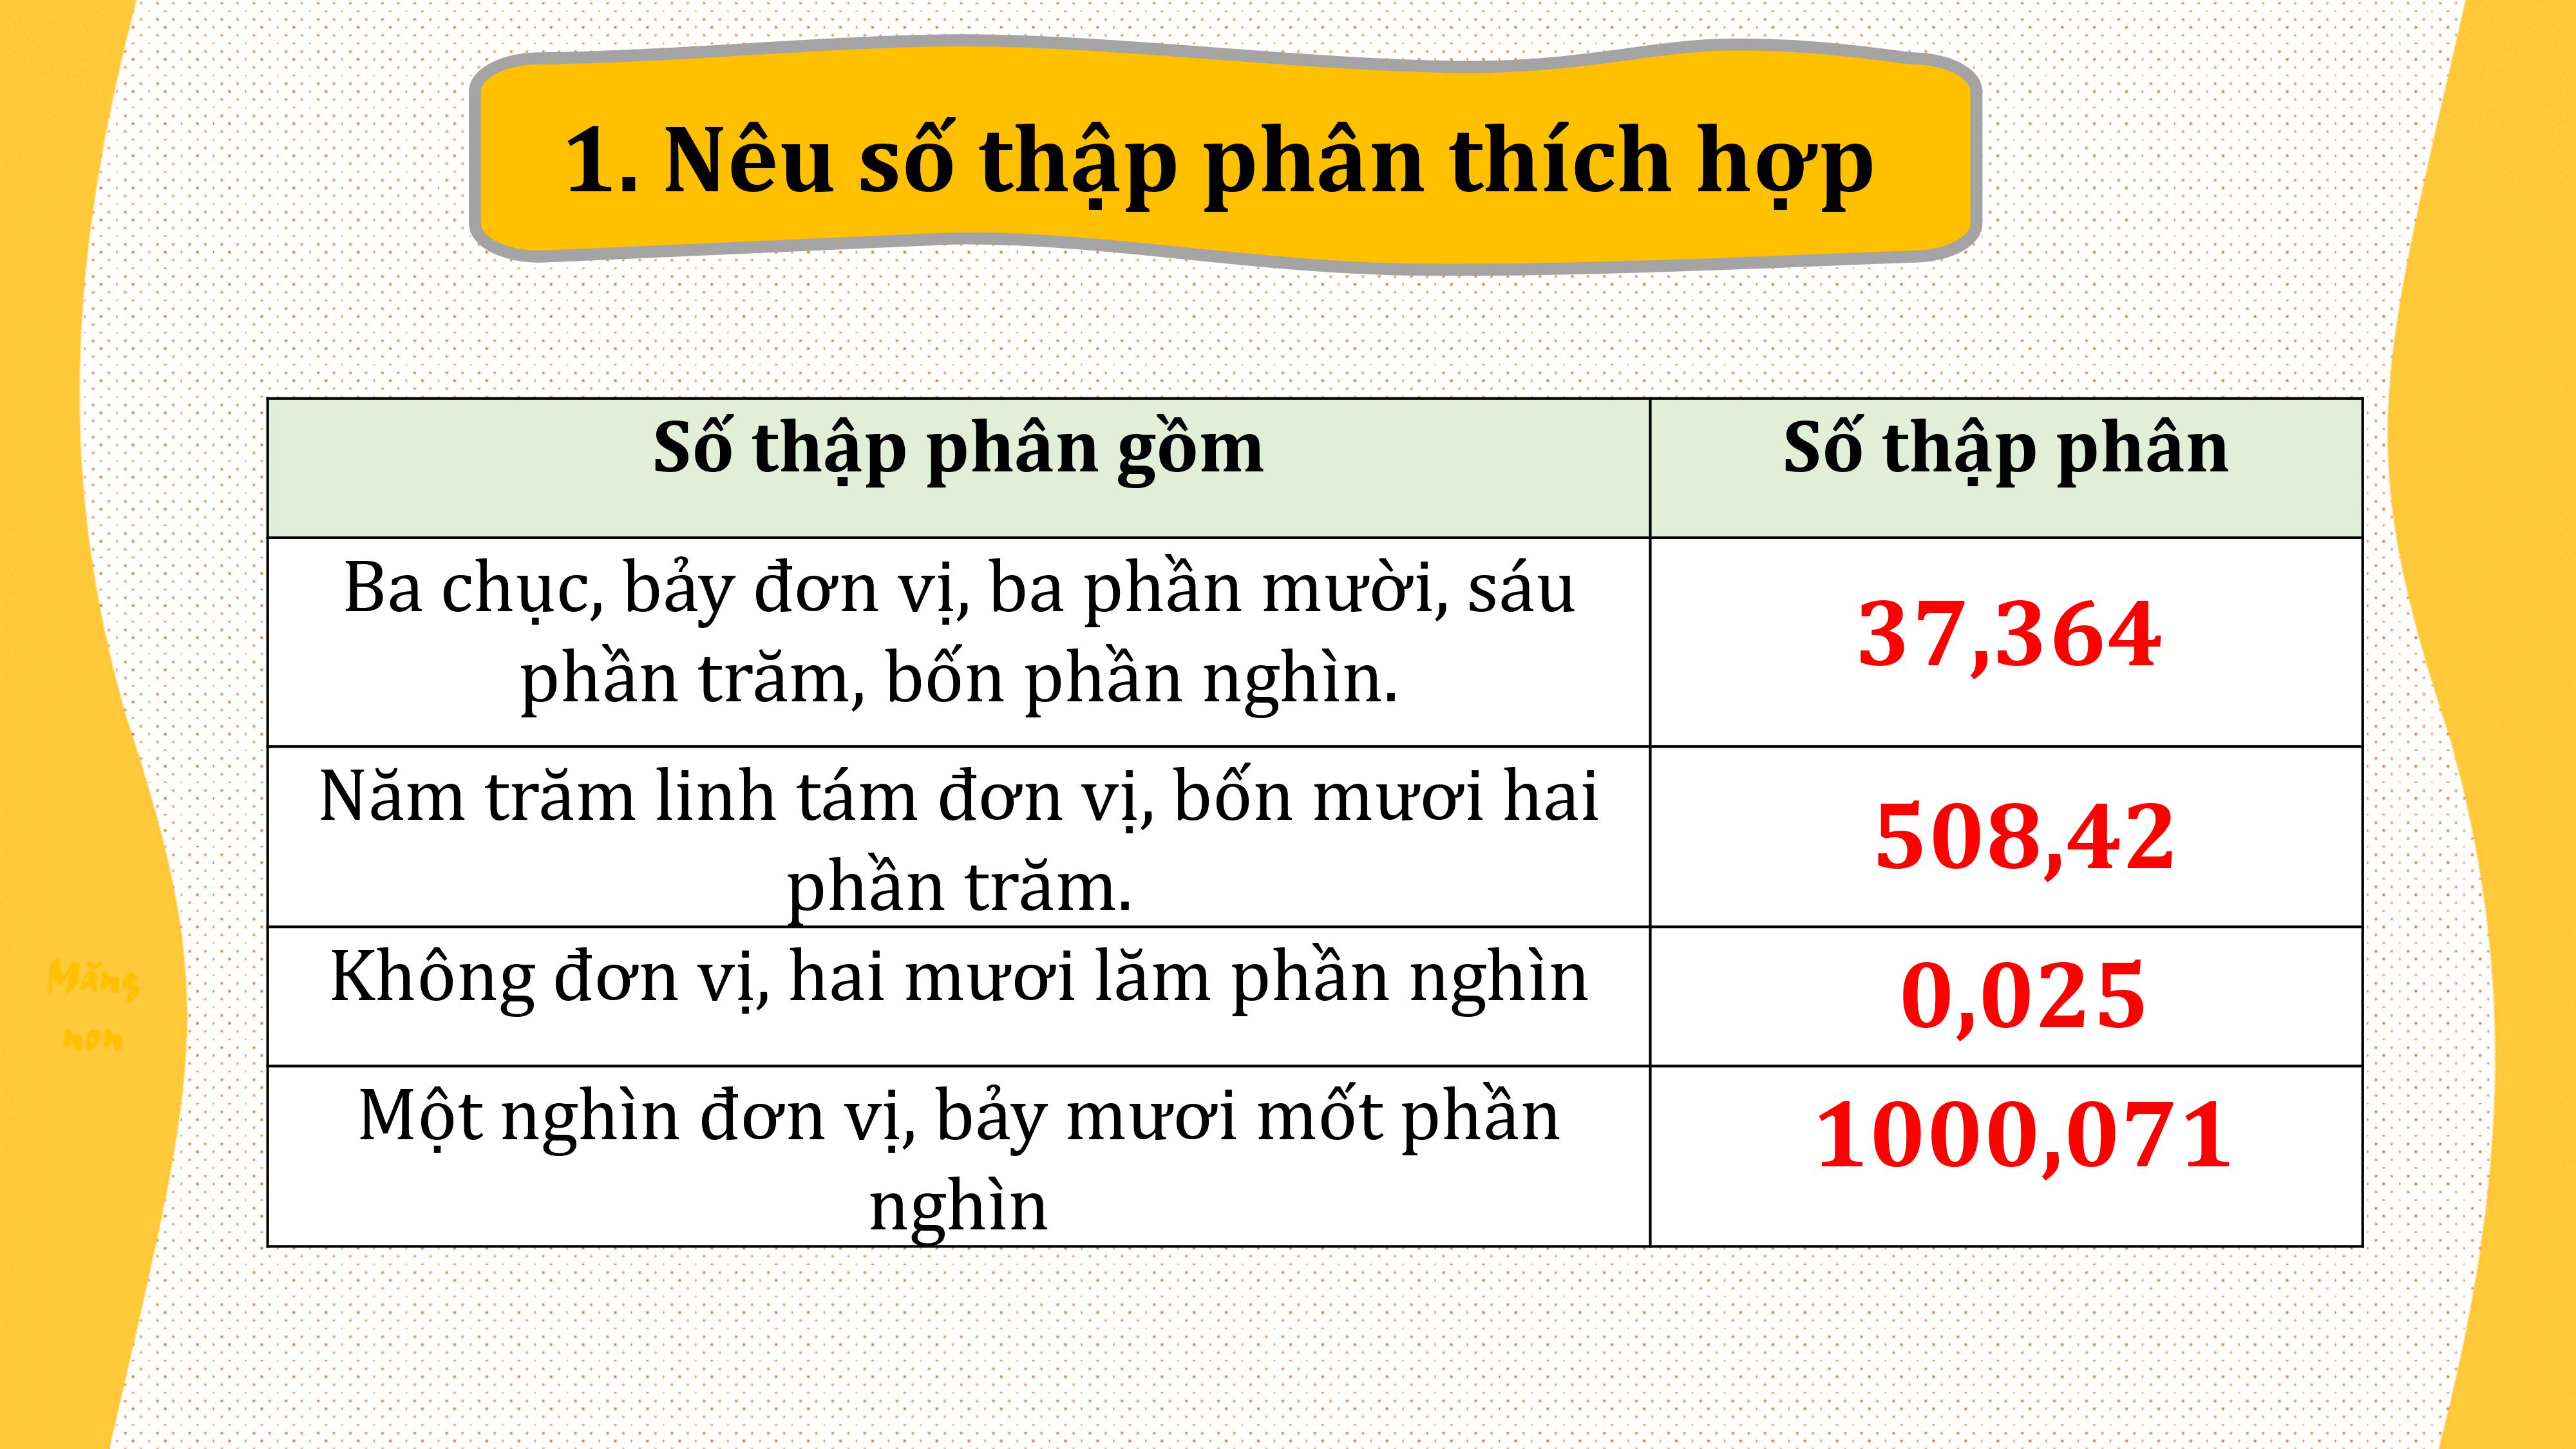 1. Nêu số thập phân thích hợp
Số thập phân gồm
Số thập phân
Ba chục, bảy đơn vị, ba phần mười, sáu
phần trăm, bốn phần nghìn.
37,364
Năm trăm linh tám đơn vị, bốn mươi hai
phần trăm.
508,42
Không đơn vị, hai mươi lăm phần nghìn
0,025
Một nghìn đơn vị, bảy mươi mốt phần
nghìn
1000,071
Măng
non